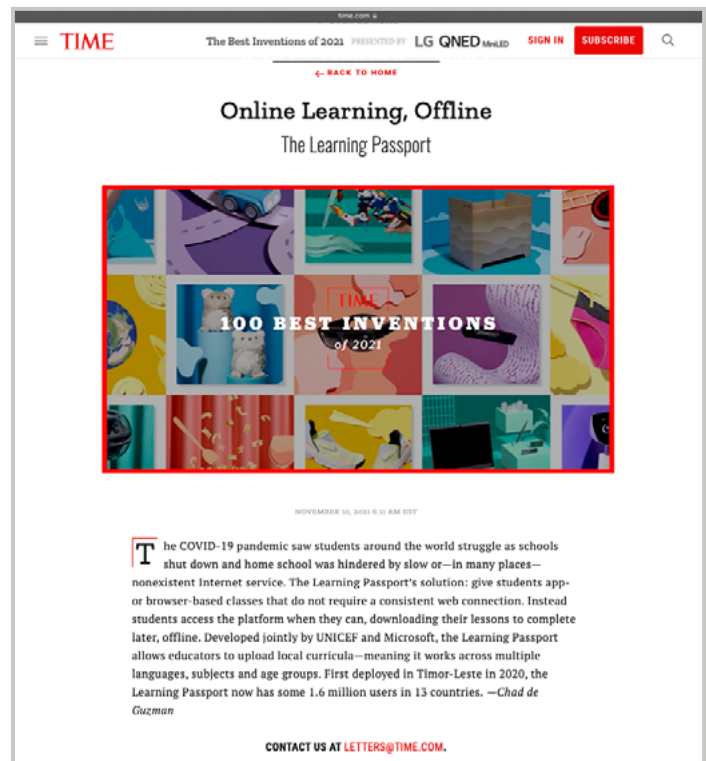 time.com
TIME
The Best Inventions of 2021 PRESENTED BY LG QNED MiniLED SIGN IN SUBSCRIBE
← BACK TO HOME
Online Learning, Offline
The Learning Passport
TIME
100 BEST INVENTIONS
of 2021
NOVEMBER 10, 2021 6:11 AM EST
The COVID-19 pandemic saw students around the world struggle as schools
shut down and home school was hindered by slow or—in many places—
nonexistent Internet service. The Learning Passport's solution: give students app-
or browser-based classes that do not require a consistent web connection. Instead
students access the platform when they can, downloading their lessons to complete
later, offline. Developed jointly by UNICEF and Microsoft, the Learning Passport
allows educators to upload local curricula—meaning it works across multiple
languages, subjects and age groups. First deployed in Timor-Leste in 2020, the
Learning Passport now has some 1.6 million users in 13 countries. —Chad de
Guzman
CONTACT US AT LETTERS@TIME.COM.